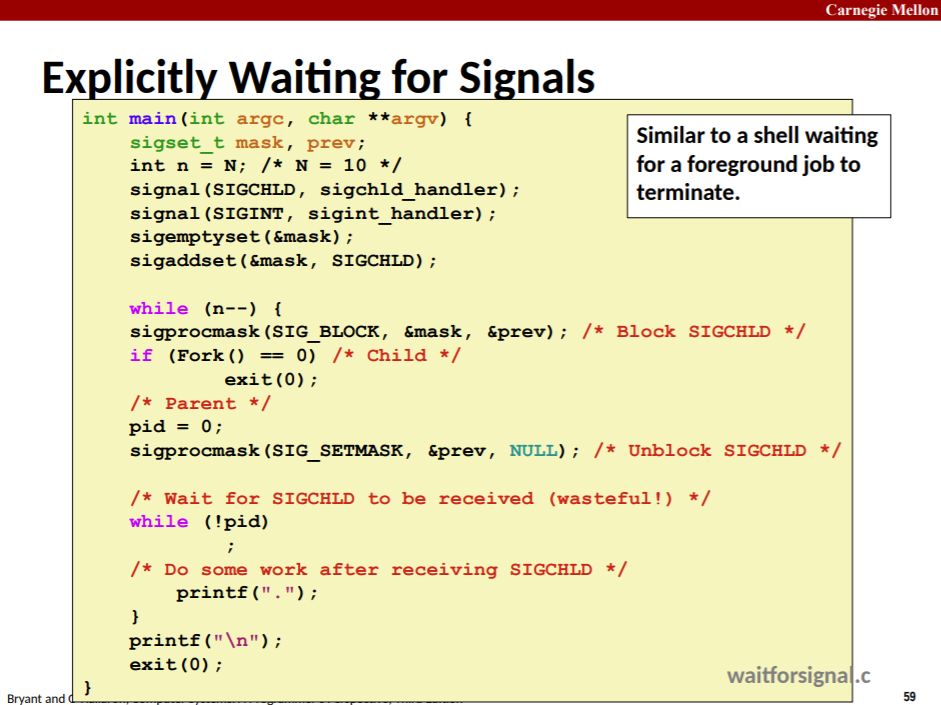 Carnegie Mellon
Explicitly Waiting for Signals
int main(int argc, char **argv) {
    sigset_t mask, prev;
    int n = N; /* N = 10 */
    signal(SIGCHLD, sigchld_handler);
    signal(SIGINT, sigint_handler);
    sigemptyset(&mask);
    sigaddset(&mask, SIGCHLD);
    while (n--) {
    sigprocmask(SIG_BLOCK, &mask, &prev); /* Block SIGCHLD */
    if (Fork() == 0) /* Child */
            exit(0);
    /* Parent */
    pid = 0;
    sigprocmask(SIG_SETMASK, &prev, NULL); /* Unblock SIGCHLD */
    /* Wait for SIGCHLD to be received (wasteful!) */
    while (!pid)
            ;
    /* Do some work after receiving SIGCHLD */
        printf(".");
    }
    printf("\n");
    exit(0);
}
Similar to a shell waiting
for a foreground job to
terminate.
waitforsignal.c
Bryant and
59